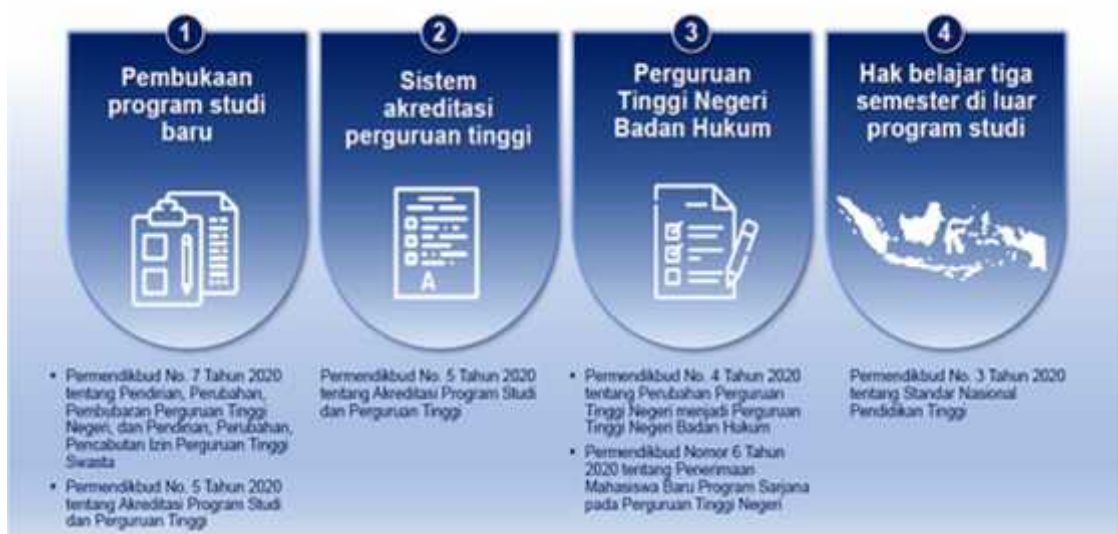 1
Pembukaan
program studi
baru
Permendikbud No. 7 Tahun 2020
tentang Pendirian, Perubahan,
Pembubaran Perguruan Tinggi
Negeri, dan Pendirian, Perubahan,
Pencabutan Izin Perguruan Tinggi
Swasta
Permendikbud No. 5 Tahun 2020
tentang Akreditasi Program Studi
dan Perguruan Tinggi
2
Sistem
akreditasi
perguruan tinggi
A
Permendikbud No. 5 Tahun 2020
tentang Akreditasi Program Studi
dan Perguruan Tinggi
3
Perguruan
Tinggi Negeri
Badan Hukum
Permendikbud No. 4 Tahun 2020
tentang Perubahan Perguruan
Tinggi Negeri menjadi Perguruan
Tinggi Negeri Badan Hukum
Permendikbud Nomor 6 Tahun
2020 tentang Penerimaan
Mahasiswa Baru Program Sarjana
pada Perguruan Tinggi Negeri
4
Hak belajar tiga
semester di luar
program studi
Permendikbud No. 3 Tahun 2020
tentang Standar Nasional
Pendidikan Tinggi